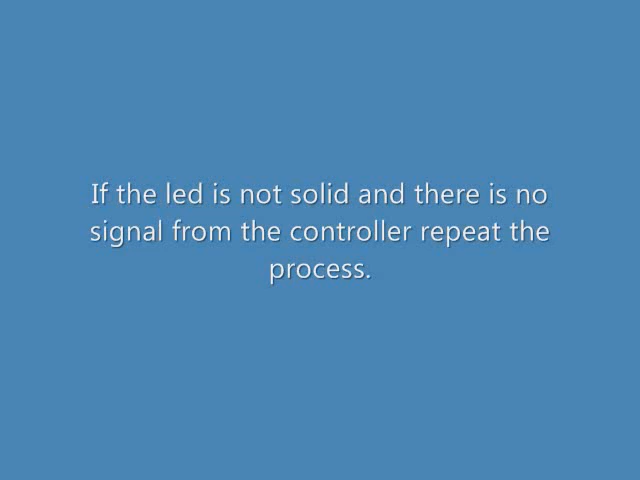 If the led is not solid and there is no
signal from the controller repeat the
process.